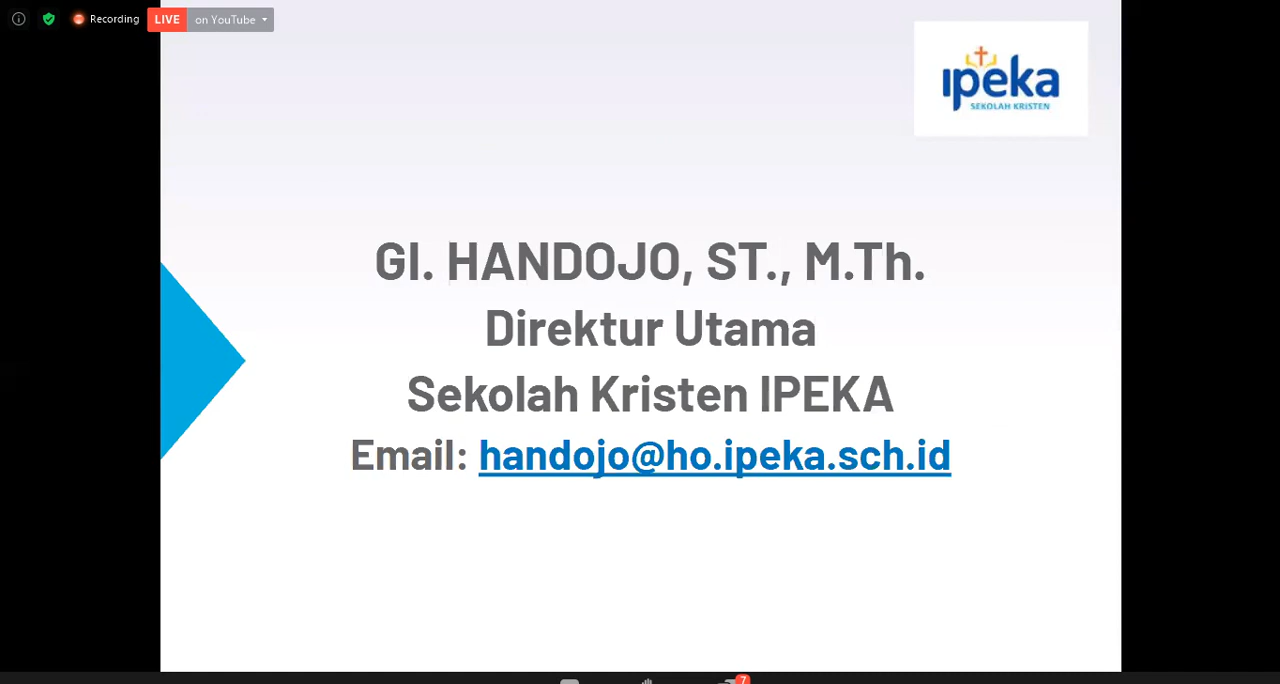 Recording LIVE on YouTube
ipeka
SEKOLAH KRISTEN
GI. HANDOJO, ST., M.Th.
Direktur Utama
Sekolah Kristen IPEKA
Email: handojo@ho.ipeka.sch.id
7